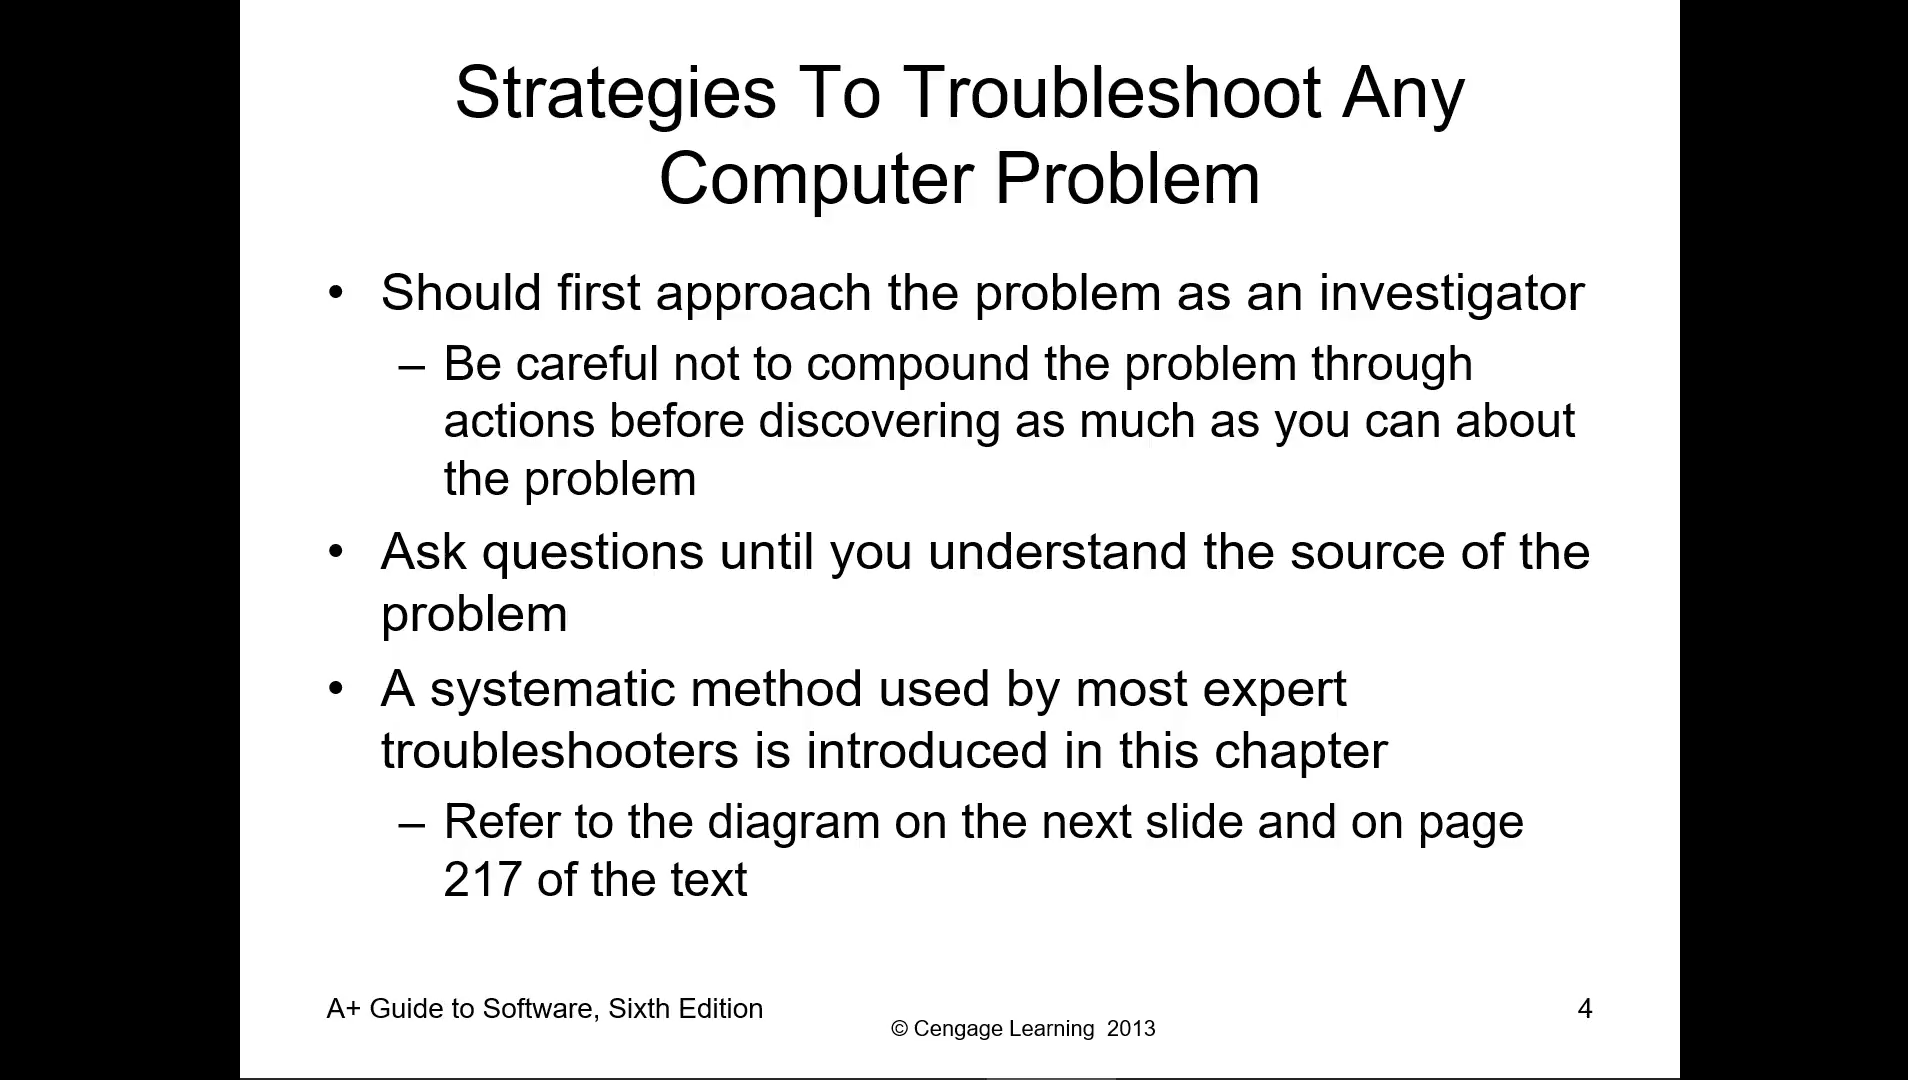 Strategies To Troubleshoot Any
Computer Problem
• Should first approach the problem as an investigator
– Be careful not to compound the problem through
actions before discovering as much as you can about
the problem
• Ask questions until you understand the source of the
problem
• A systematic method used by most expert
troubleshooters is introduced in this chapter
– Refer to the diagram on the next slide and on page
217 of the text
A+ Guide to Software, Sixth Edition
© Cengage Learning 2013
4